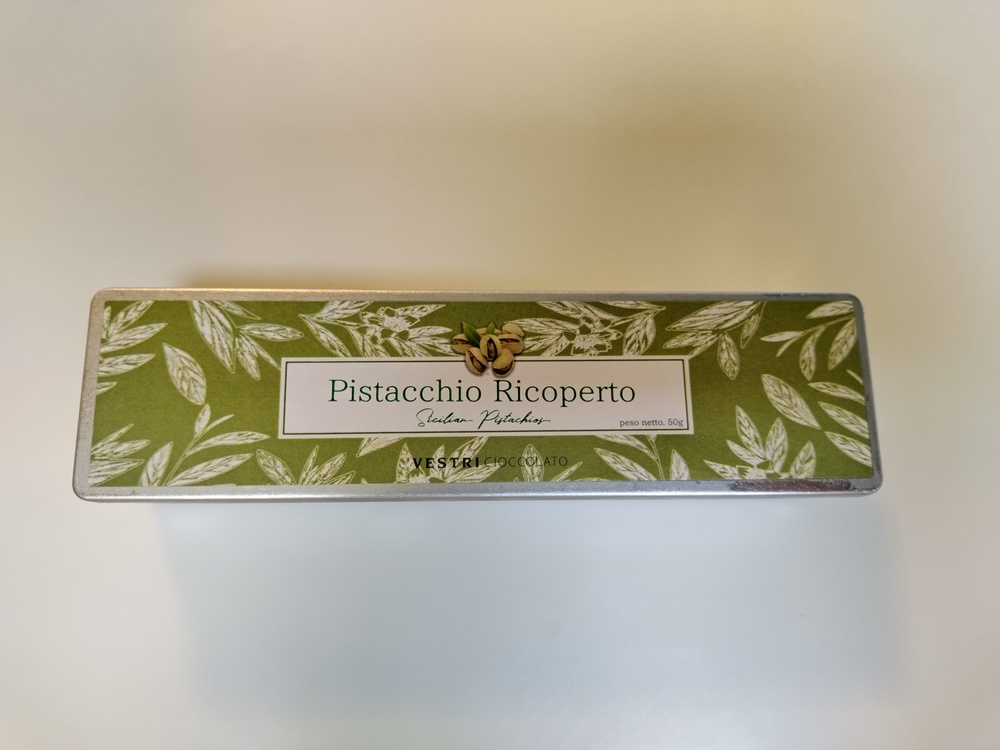 Pistacchio Ricoperto
Sicilian Pistachios
peso netto. 50g
VESTRI CIOCCOLATO